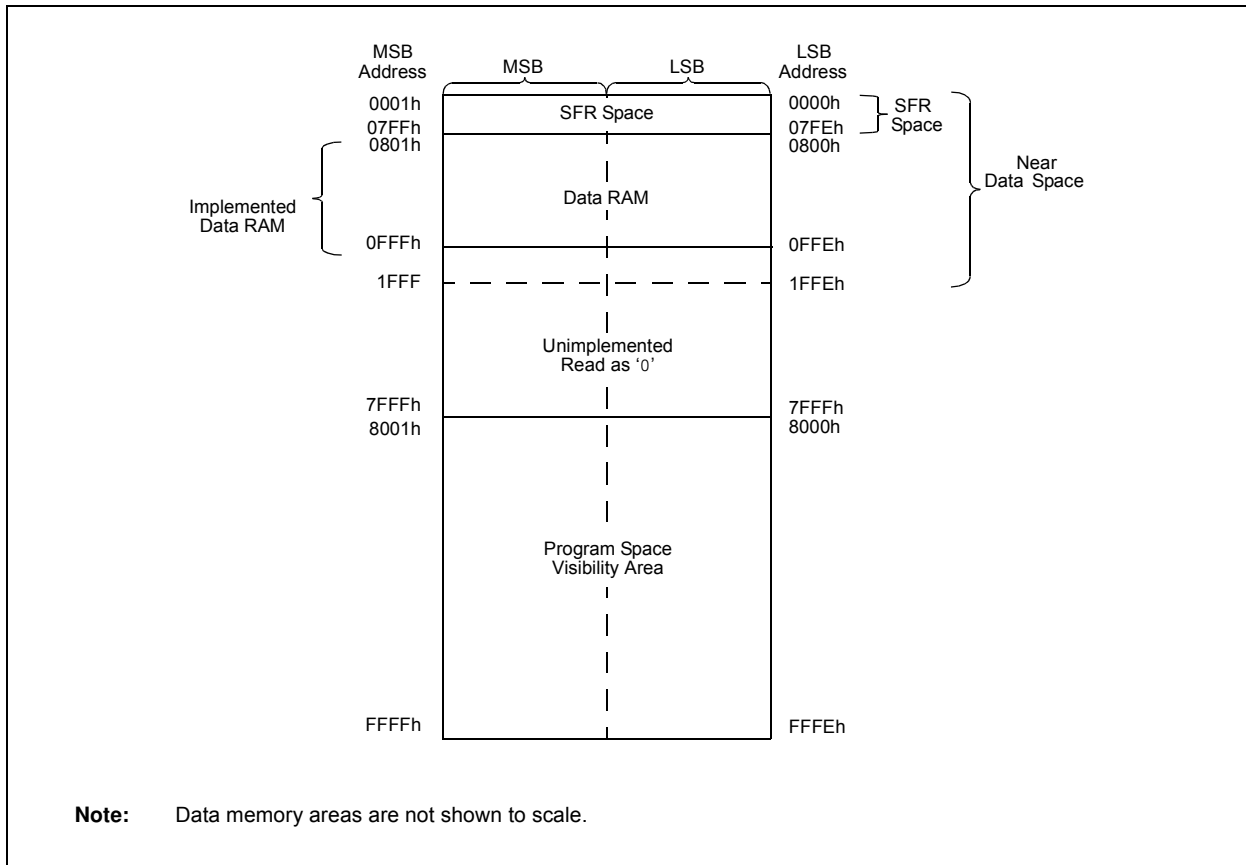 MSB
Address
MSB
LSB
LSB
Address
0001h
SFR Space
0000h
SFR
Space
07FFh
07FEh
0801h
0800h
Near
Data Space
Implemented
Data RAM
Data RAM
0FFFh
0FFEh
1FFF
1FFEh
Unimplemented
Read as ‘0’
7FFFh
7FFFh
8001h
8000h
Program Space
Visibility Area
FFFFh
FFFEh
Note: Data memory areas are not shown to scale.